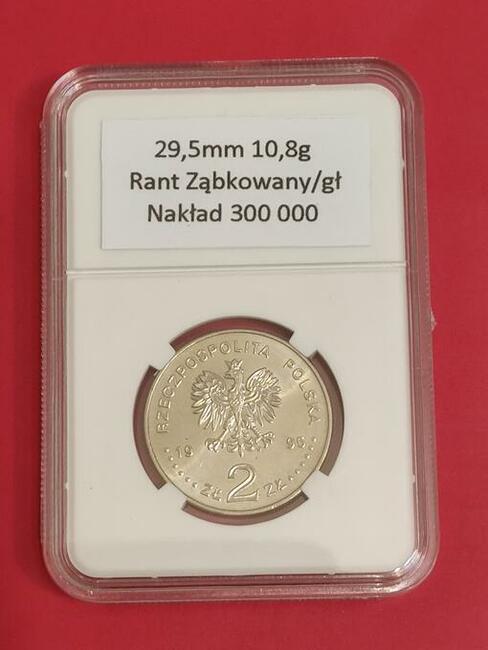 29,5mm 10,8g
Rant Ząbkowany/gł
Nakład 300 000
RZECZPOSPOLITA POLSKA
19 96
ZŁ 2 ZŁ